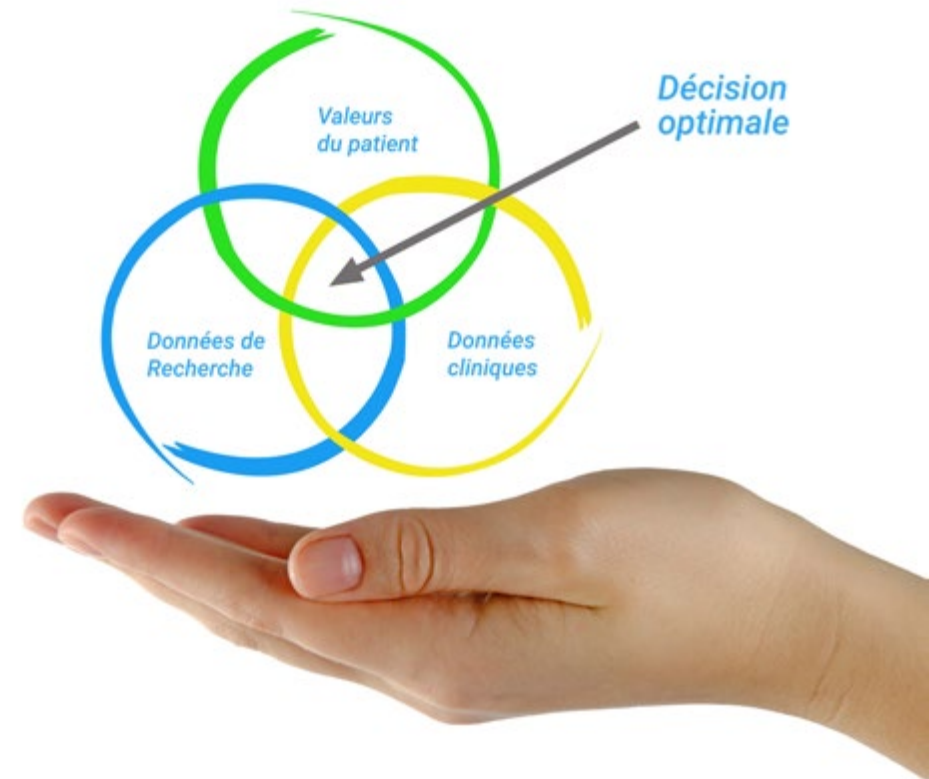 Valeurs
du patient
Décision
optimale
Données de
Recherche
Données
cliniques